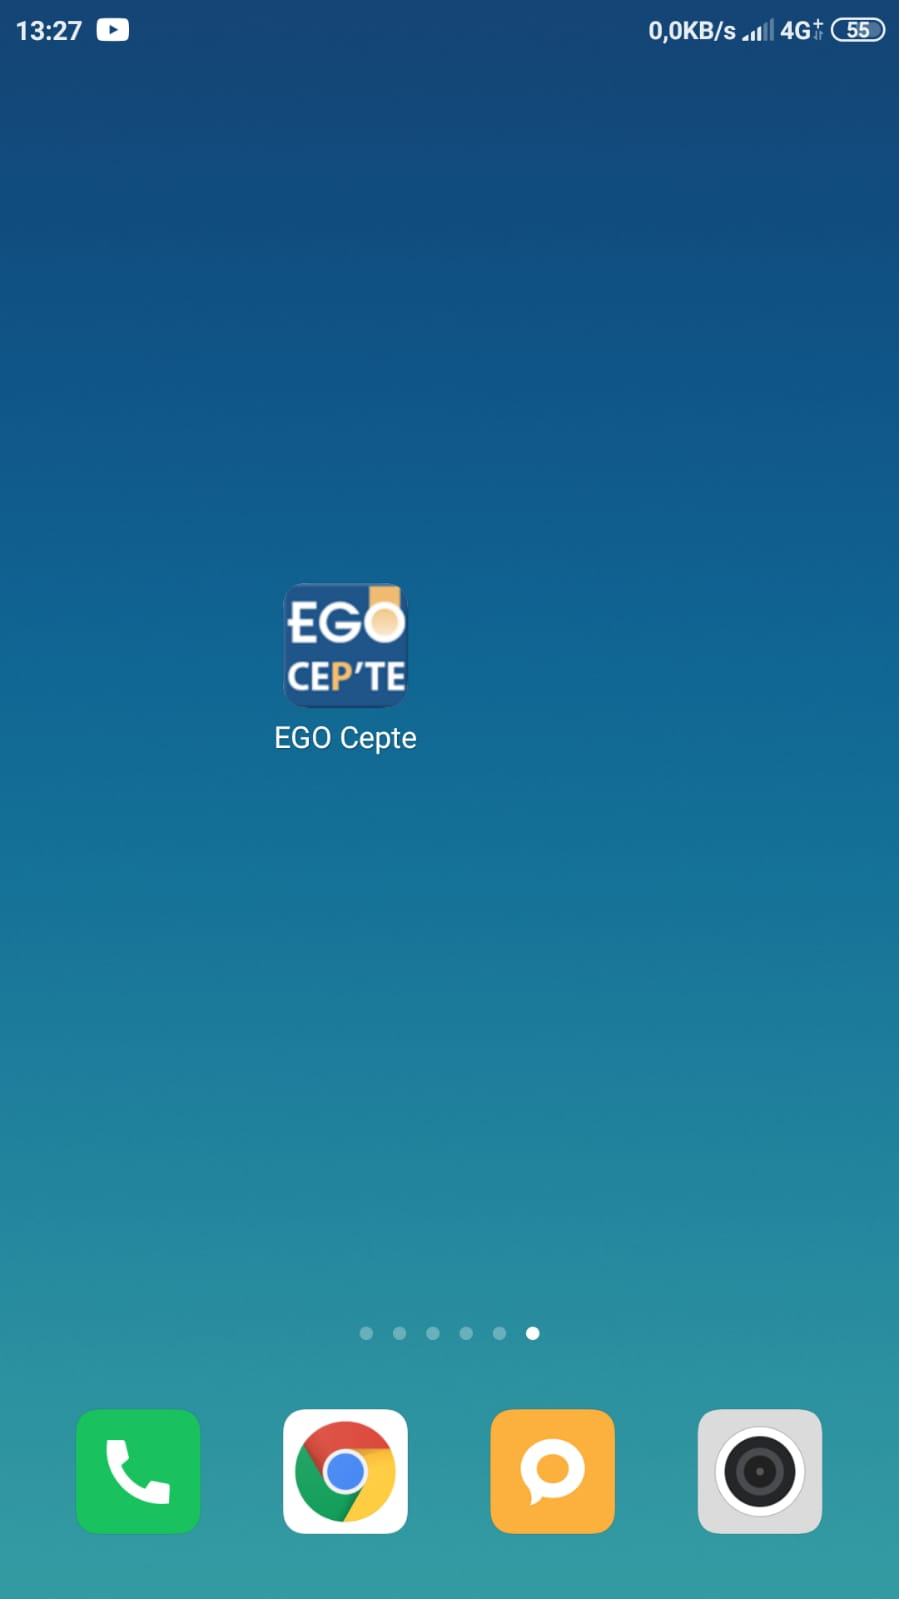 13:27 0,0KB/s 4G+ 55
EGO
CEP'TE
EGO Cepte